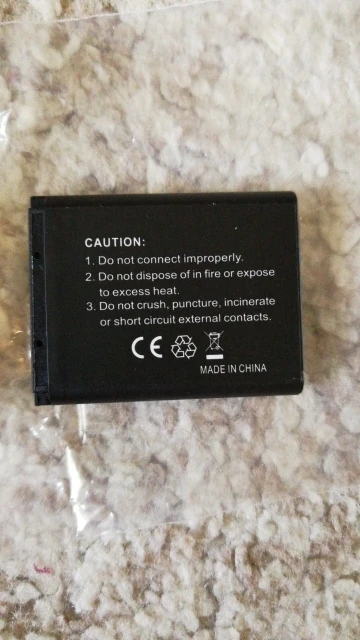 CAUTION:
1. Do not connect improperly.
2. Do not dispose of in fire or expose
to excess heat.
3. Do not crush, puncture, incinerate
or short circuit external contacts.
CE
MADE IN CHINA